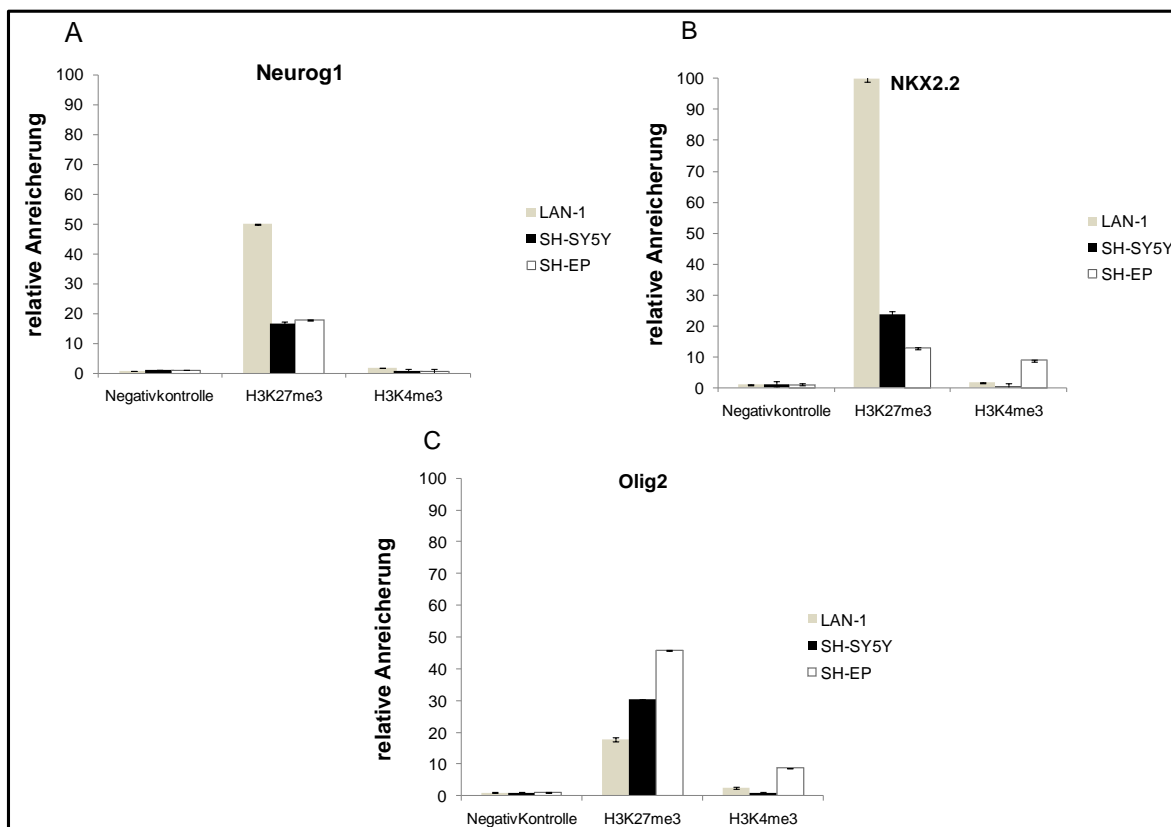 A
Neurog1
relative Anreicherung
100
90
80
70
60
50
40
30
20
10
0
Negativkontrolle H3K27me3 H3K4me3
LAN-1
SH-SY5Y
SH-EP
B
NKX2.2
relative Anreicherung
100
90
80
70
60
50
40
30
20
10
0
Negativkontrolle H3K27me3 H3K4me3
LAN-1
SH-SY5Y
SH-EP
C
Olig2
relative Anreicherung
100
90
80
70
60
50
40
30
20
10
0
NegativKontrolle H3K27me3 H3K4me3
LAN-1
SH-SY5Y
SH-EP